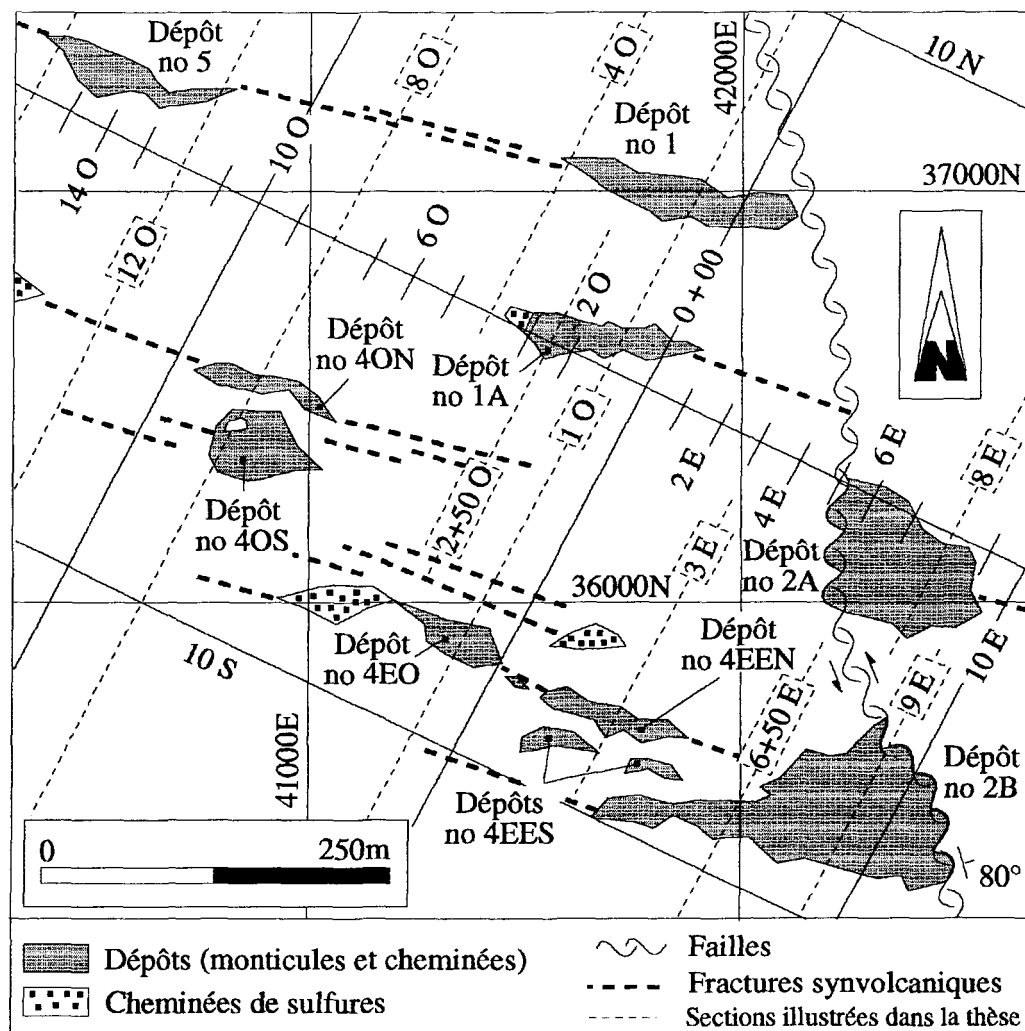 Dépôt
no 5
8 O
4 O
42000E
10 N
Dépôt
no 1
37000N
14 O
10 O
6 O
12 O
2 O
0 + 00
N
Dépôt
no 4ON
Dépôt
no 1A
1 O
2 E
4 E
6 E
8 E
Dépôt
no 4OS
2+50 O
3 E
Dépôt
no 2A
36000N
10 S
Dépôt
no 4EO
Dépôt
no 4EEN
10 E
9 E
6+50 E
41000E
Dépôt
no 2B
Dépôts
no 4EES
80°
0 250m
Dépôts (monticules et cheminées)
Cheminées de sulfures
Failles
Fractures synvolcaniques
Sections illustrées dans la thèse